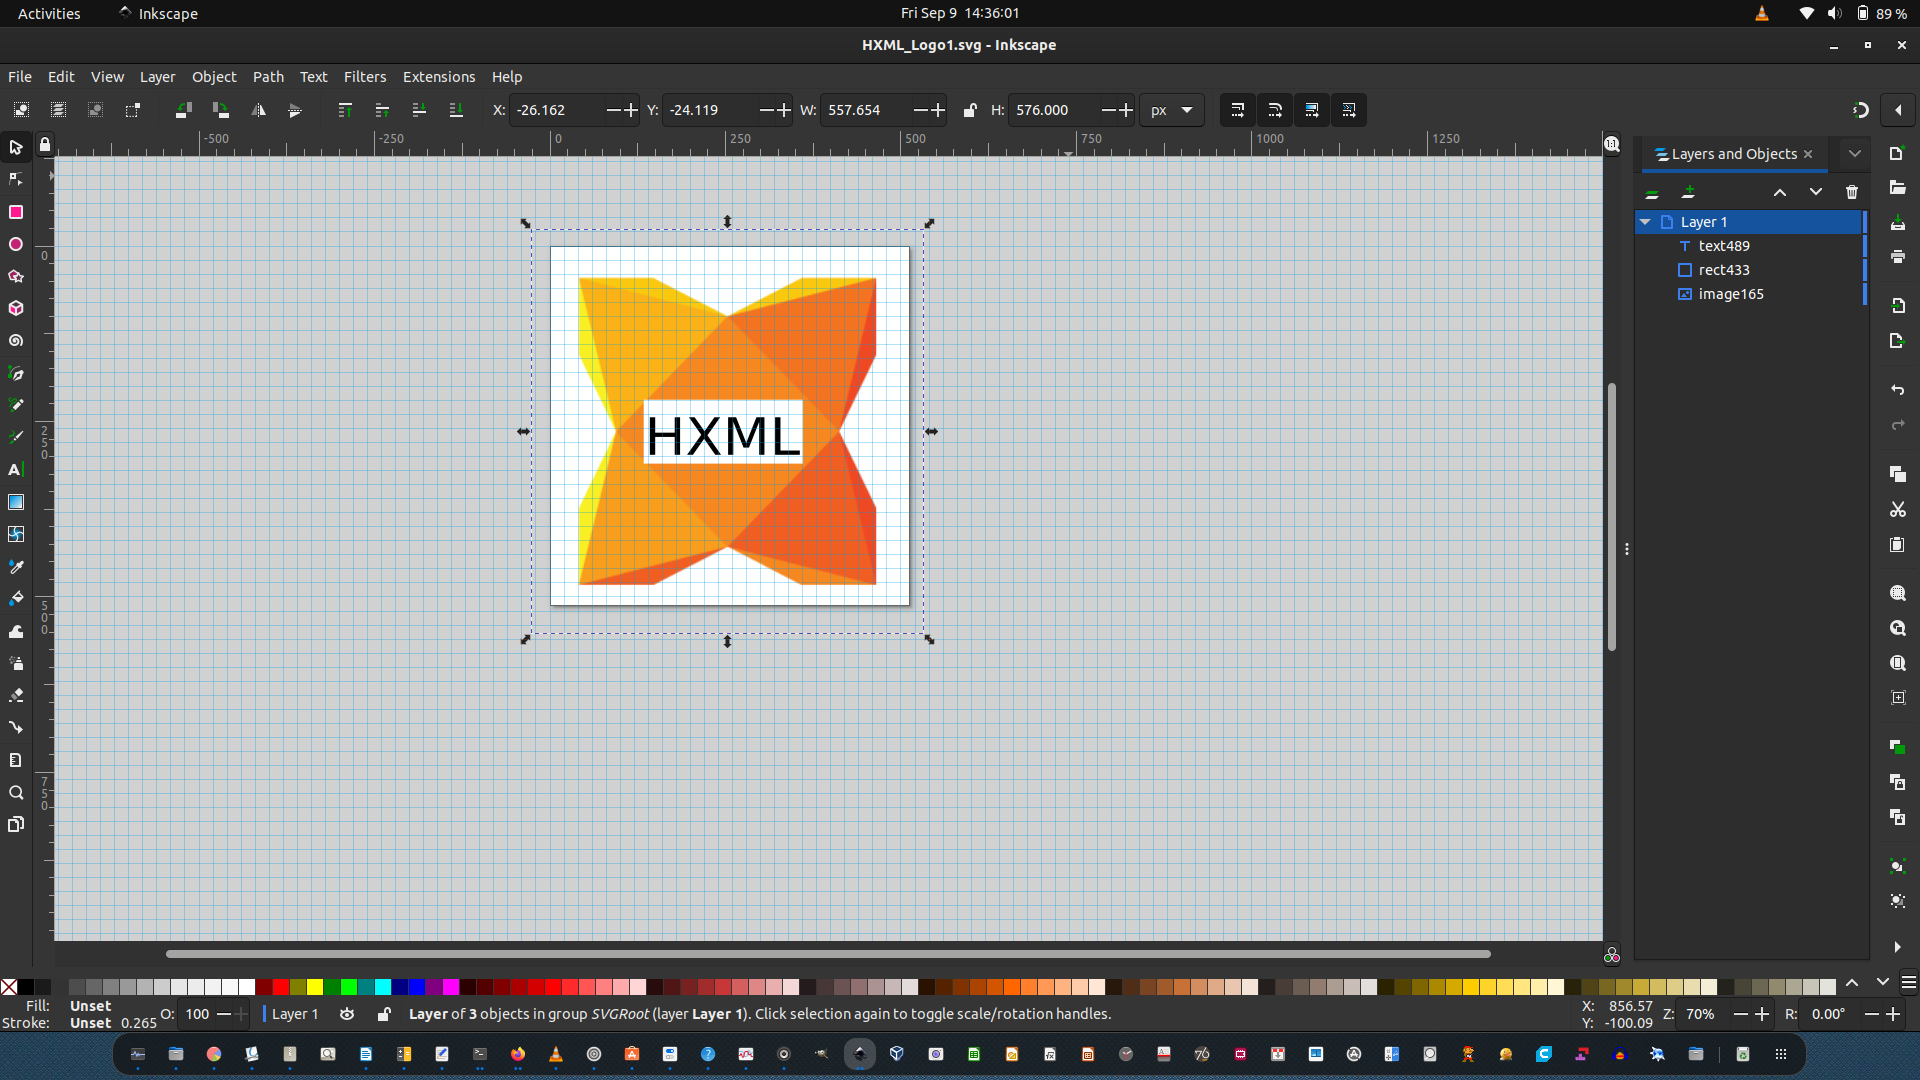 Activities Inkscape Fri Sep 9 14:36:01 89 %
HXML_Logo1.svg - Inkscape
File Edit View Layer Object Path Text Filters Extensions Help
X: -26.162 Y: -24.119 W: 557.654 H: 576.000 px
-500 -250 0 250 500 750 1000 1250
Layers and Objects
Layer 1
text489
rect433
image165
0
250
500
750
HXML
Fill: Unset
Stroke: Unset 0.265 O: 100 Layer 1 Layer of 3 objects in group SVGRoot (layer Layer 1). Click selection again to toggle scale/rotation handles.
X: 856.57
Y: -100.09
Z: 70% R: 0.00°